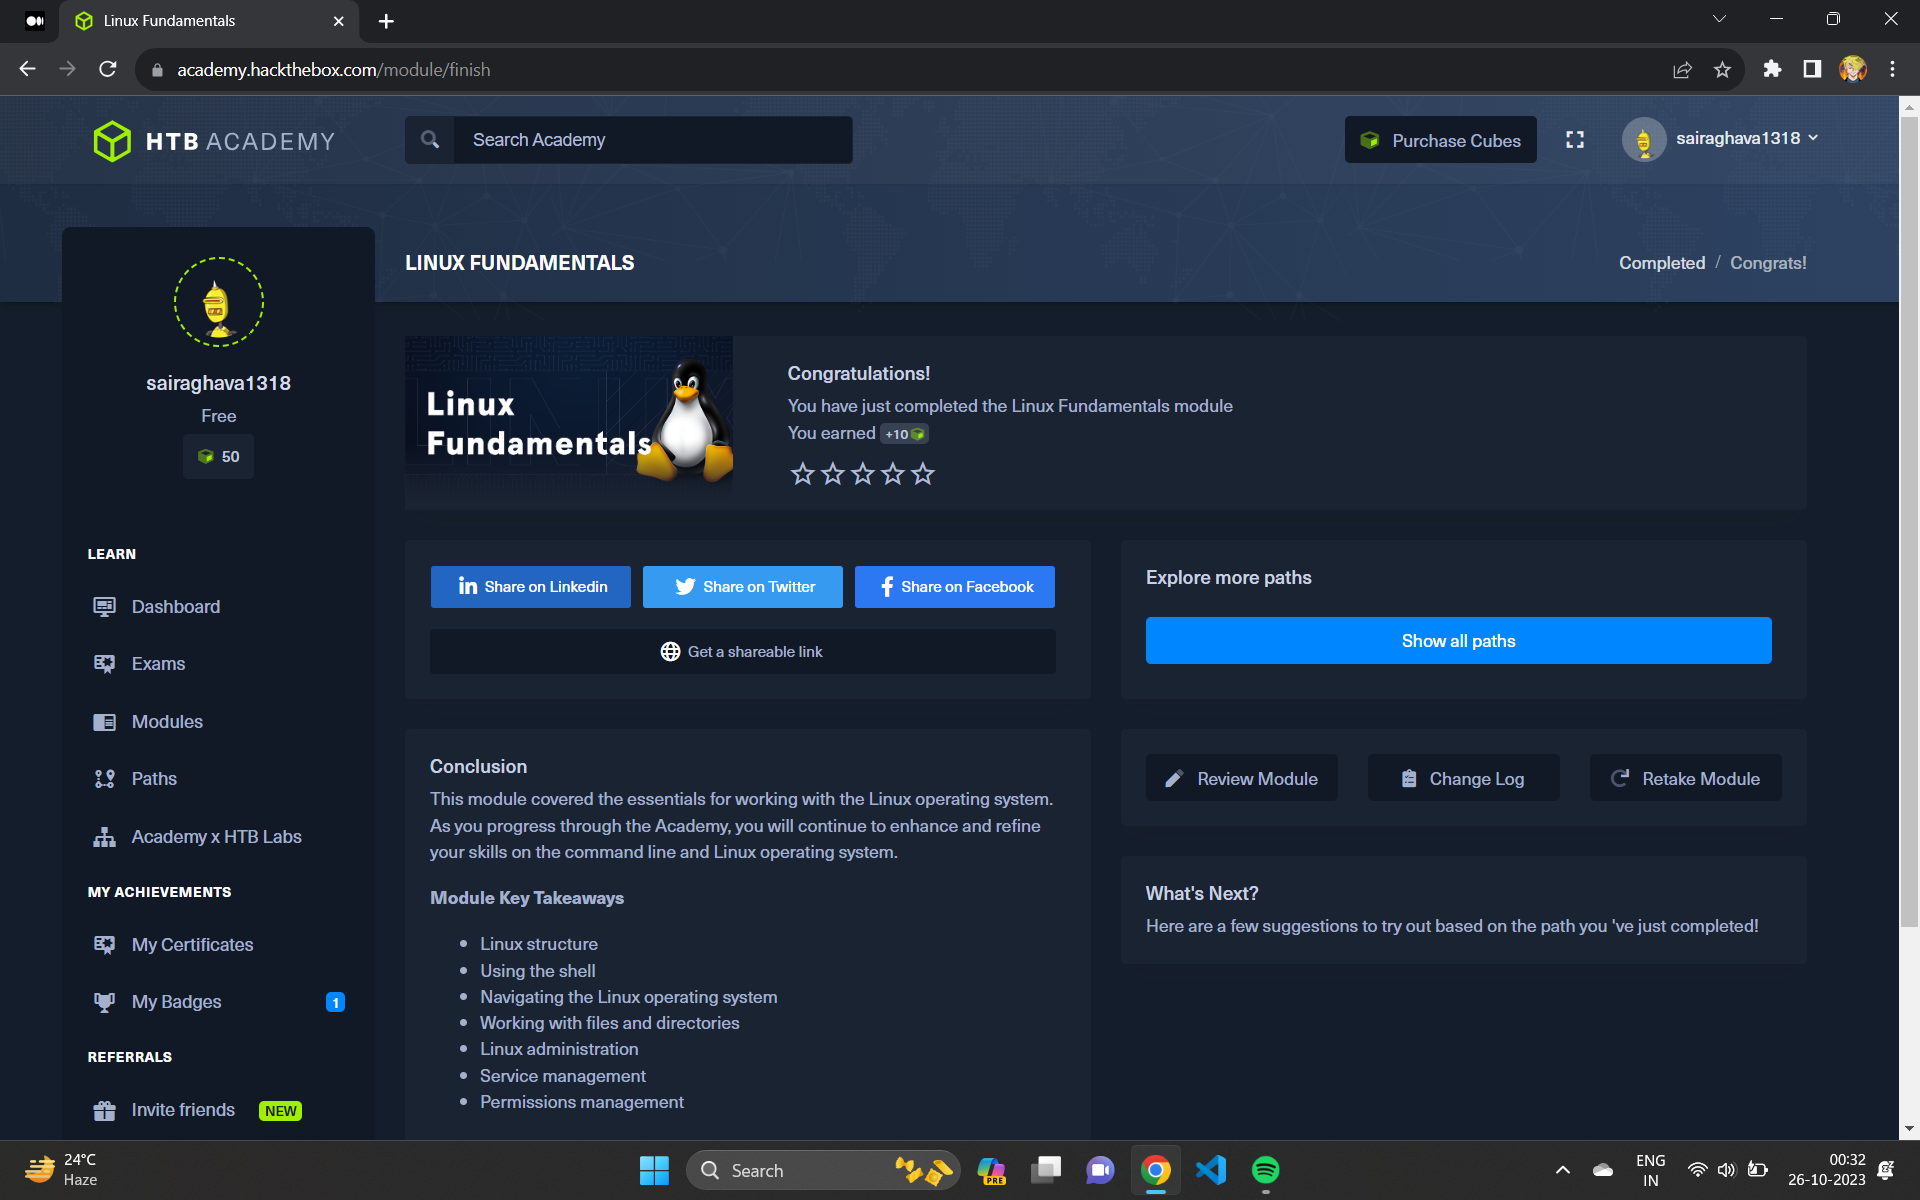 Linux Fundamentals
academy.hackthebox.com/module/finish
HTB ACADEMY
Search Academy
Purchase Cubes
sairaghava1318
LINUX FUNDAMENTALS
Completed / Congrats!
sairaghava1318
Free
50
LEARN
Dashboard
Exams
Modules
Paths
Academy x HTB Labs
MY ACHIEVEMENTS
My Certificates
My Badges 1
REFERRALS
Invite friends NEW
Linux
Fundamentals
Congratulations!
You have just completed the Linux Fundamentals module
You earned +10
Share on Linkedin
Share on Twitter
Share on Facebook
Get a shareable link
Explore more paths
Show all paths
Conclusion
This module covered the essentials for working with the Linux operating system.
As you progress through the Academy, you will continue to enhance and refine
your skills on the command line and Linux operating system.
Module Key Takeaways
Linux structure
Using the shell
Navigating the Linux operating system
Working with files and directories
Linux administration
Service management
Permissions management
Review Module
Change Log
Retake Module
What's Next?
Here are a few suggestions to try out based on the path you 've just completed!
24°C
Haze
Search
PRE
ENG
IN
00:32
26-10-2023